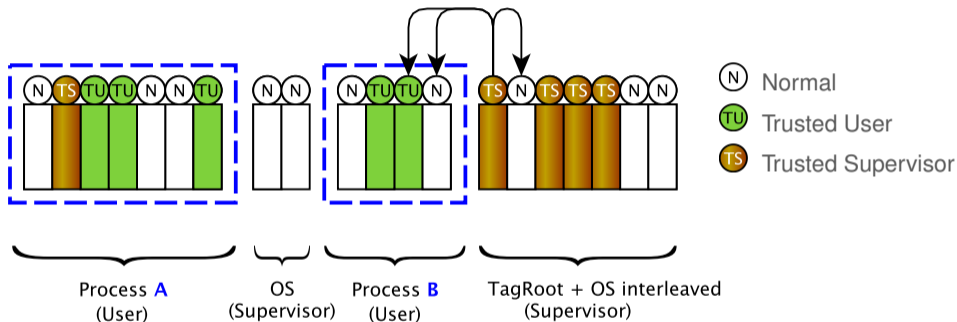 N TS TU TU N N TU N N N TU TU N TS N TS TS TS N N
N Normal
TU Trusted User
TS Trusted Supervisor
Process A
(User)
OS
(Supervisor)
Process B
(User)
TagRoot + OS interleaved
(Supervisor)